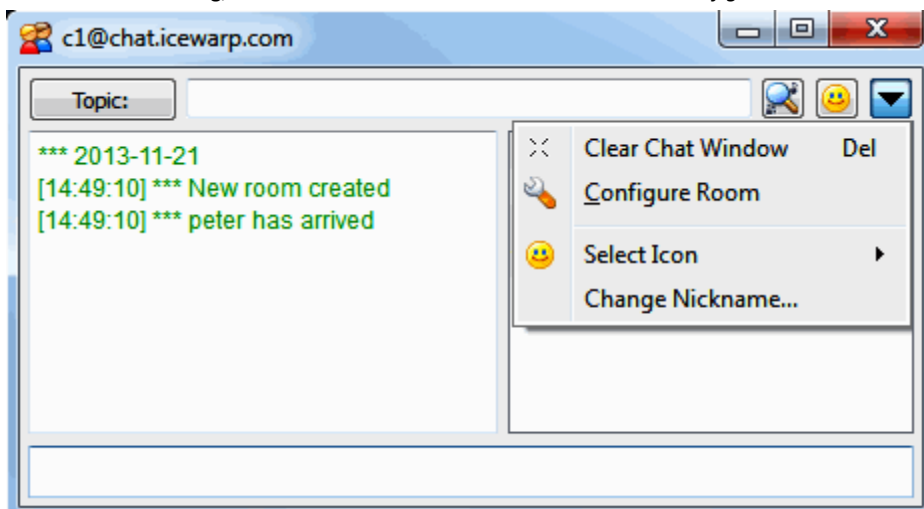 c1@chat.icewarp.com
Topic:
*** 2013-11-21
[14:49:10] *** New room created
[14:49:10] *** peter has arrived
Clear Chat Window Del
Configure Room
Select Icon
Change Nickname...